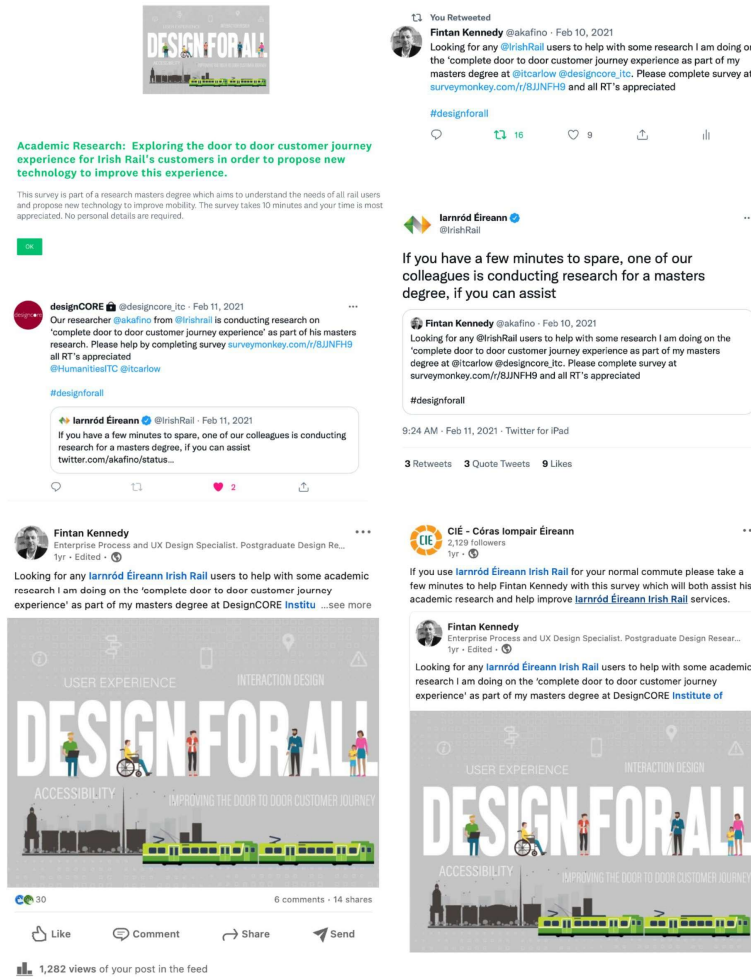 USER EXPERIENCE
INTERACTION DESIGN
DESIGN FOR ALL
ACCESSIBILITY
IMPROVING THE DOOR TO DOOR CUSTOMER JOURNEY
Academic Research: Exploring the door to door customer journey
experience for Irish Rail's customers in order to propose new
technology to improve this experience.
This survey is part of a research masters degree which aims to understand the needs of all rail users
and propose new technology to improve mobility. The survey takes 10 minutes and your time is most
appreciated. No personal details are required.
OK
You Retweeted
Fintan Kennedy @akafino · Feb 10, 2021
Looking for any @IrishRail users to help with some research I am doing on
the 'complete door to door customer journey experience as part of my
masters degree at @itcarlow @designcore_itc. Please complete survey at
surveymonkey.com/r/8JJNFH9 and all RT's appreciated
#designforall
16
9
designCORE @designcore_itc · Feb 11, 2021
Our researcher @akafino from @Irishrail is conducting research on
'complete door to door customer journey experience' as part of his masters
research. Please help by completing survey surveymonkey.com/r/8JJNFH9
all RT's appreciated
@HumanitiesITC @itcarlow
#designforall
Iarnród Éireann @IrishRail · Feb 11, 2021
If you have a few minutes to spare, one of our colleagues is conducting
research for a masters degree, if you can assist
twitter.com/akafino/status...
2
Iarnród Éireann
@IrishRail
If you have a few minutes to spare, one of our
colleagues is conducting research for a masters
degree, if you can assist
Fintan Kennedy @akafino · Feb 10, 2021
Looking for any @IrishRail users to help with some research I am doing on the
'complete door to door customer journey experience as part of my masters
degree at @itcarlow @designcore_itc. Please complete survey at
surveymonkey.com/r/8JJNFH9 and all RT's appreciated
#designforall
9:24 AM · Feb 11, 2021 · Twitter for iPad
3 Retweets 3 Quote Tweets 9 Likes
Fintan Kennedy
Enterprise Process and UX Design Specialist. Postgraduate Design Re...
1yr • Edited •
Looking for any Iarnród Éireann Irish Rail users to help with some academic
research I am doing on the 'complete door to door customer journey
experience' as part of my masters degree at DesignCORE Institu ...see more
USER EXPERIENCE
INTERACTION DESIGN
DESIGN FOR ALL
ACCESSIBILITY
IMPROVING THE DOOR TO DOOR CUSTOMER JOURNEY
30
6 comments • 14 shares
Like
Comment
Share
Send
1,282 views of your post in the feed
CIÉ
CIÉ - Córas Iompair Éireann
2,129 followers
1yr •
If you use Iarnród Éireann Irish Rail for your normal commute please take a
few minutes to help Fintan Kennedy with this survey which will both assist his
academic research and help improve Iarnród Éireann Irish Rail services.
Fintan Kennedy
Enterprise Process and UX Design Specialist. Postgraduate Design Resear...
1yr • Edited •
Looking for any Iarnród Éireann Irish Rail users to help with some academic
research I am doing on the 'complete door to door customer journey
experience' as part of my masters degree at DesignCORE Institute of
USER EXPERIENCE
INTERACTION DESIGN
DESIGN FOR ALL
ACCESSIBILITY
IMPROVING THE DOOR TO DOOR CUSTOMER JOURNEY